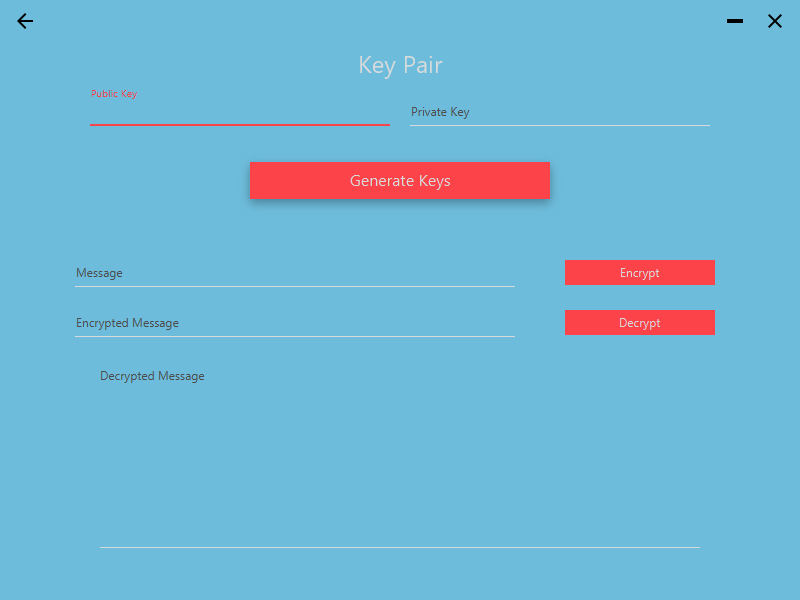 Key Pair
Public Key
Private Key
Generate Keys
Message
Encrypt
Encrypted Message
Decrypt
Decrypted Message